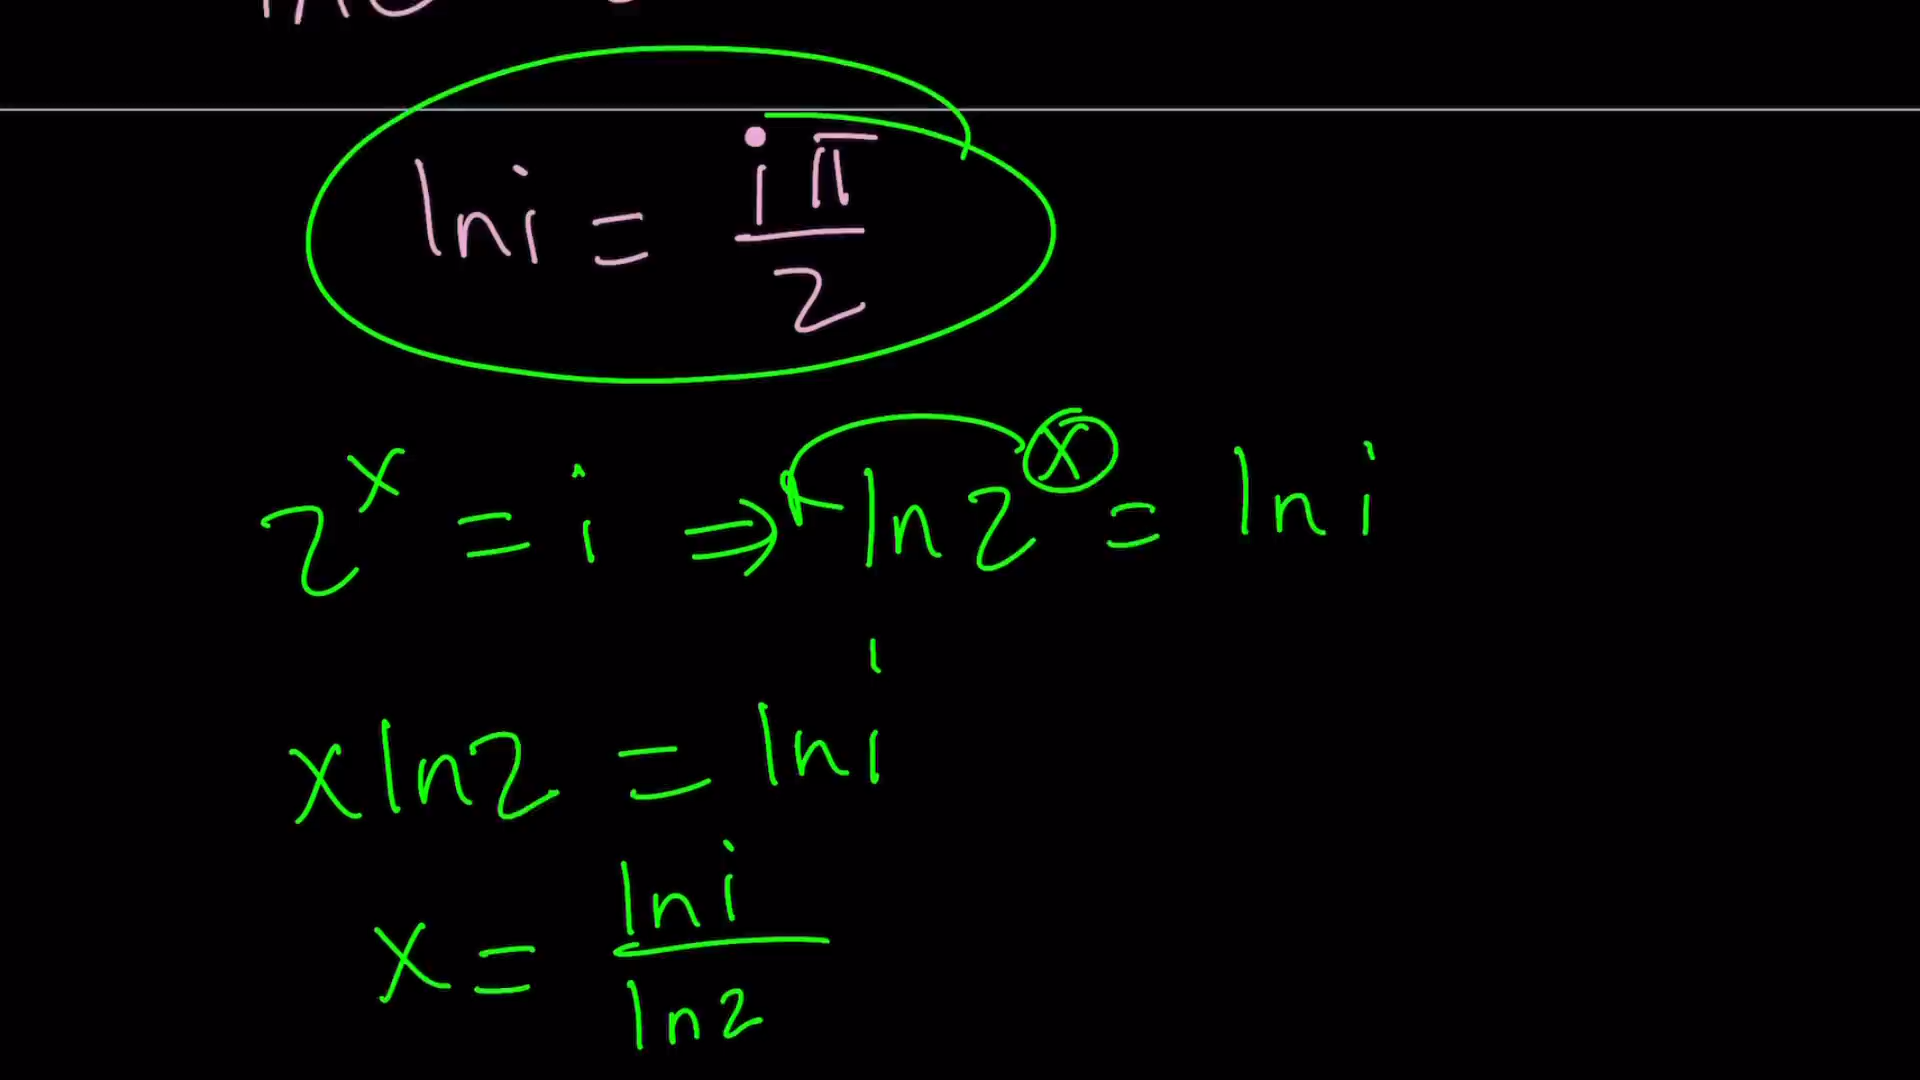 ln i = iπ/2
2^x = i ⇒ ln 2^x = ln i
x ln 2 = ln i
x = ln i / ln 2